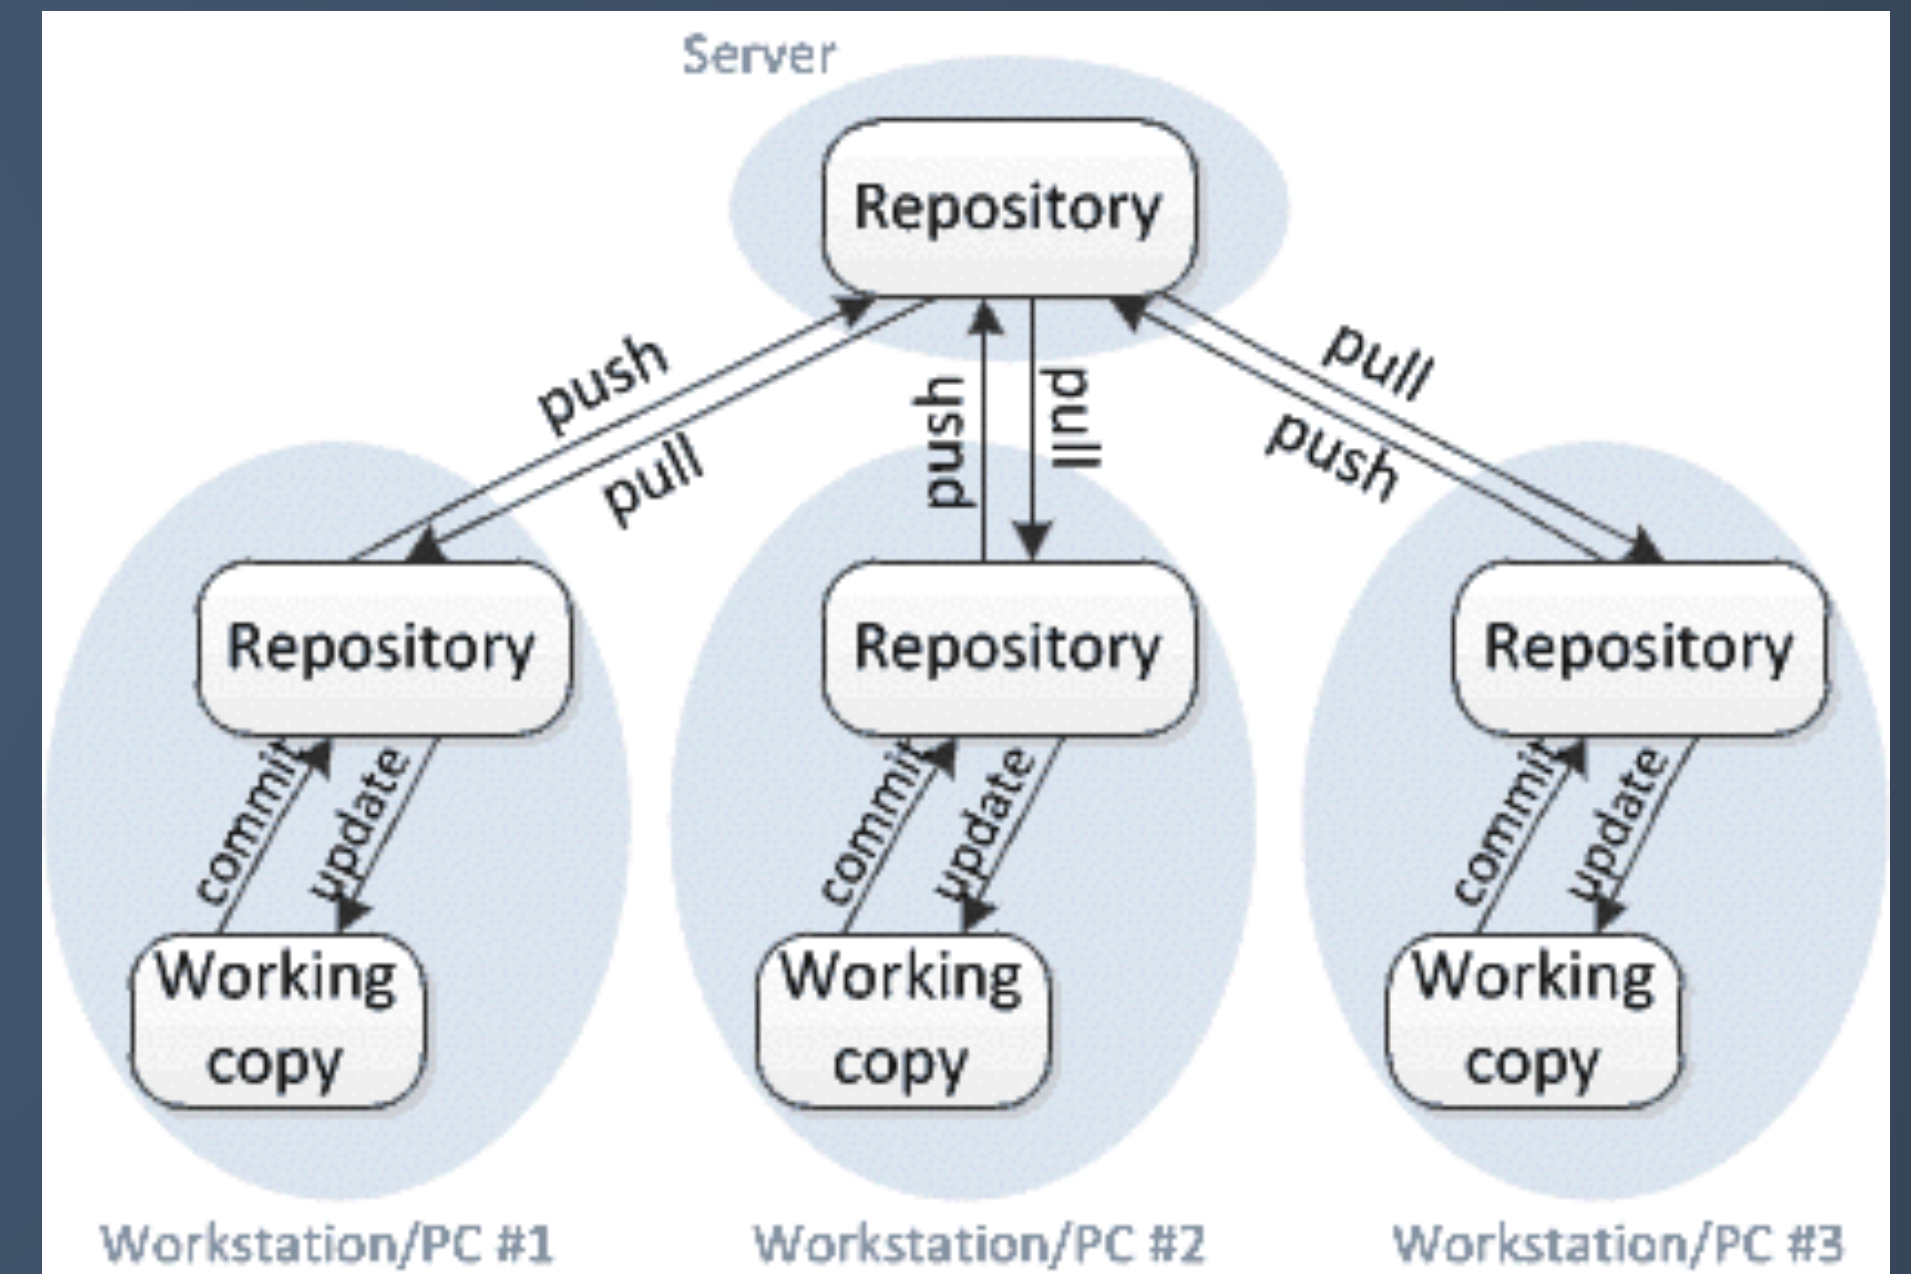 Server
Repository
push
pull
push
pull
pull
push
Repository
Repository
Repository
commit
update
commit
update
commit
update
Working
copy
Working
copy
Working
copy
Workstation/PC #1
Workstation/PC #2
Workstation/PC #3